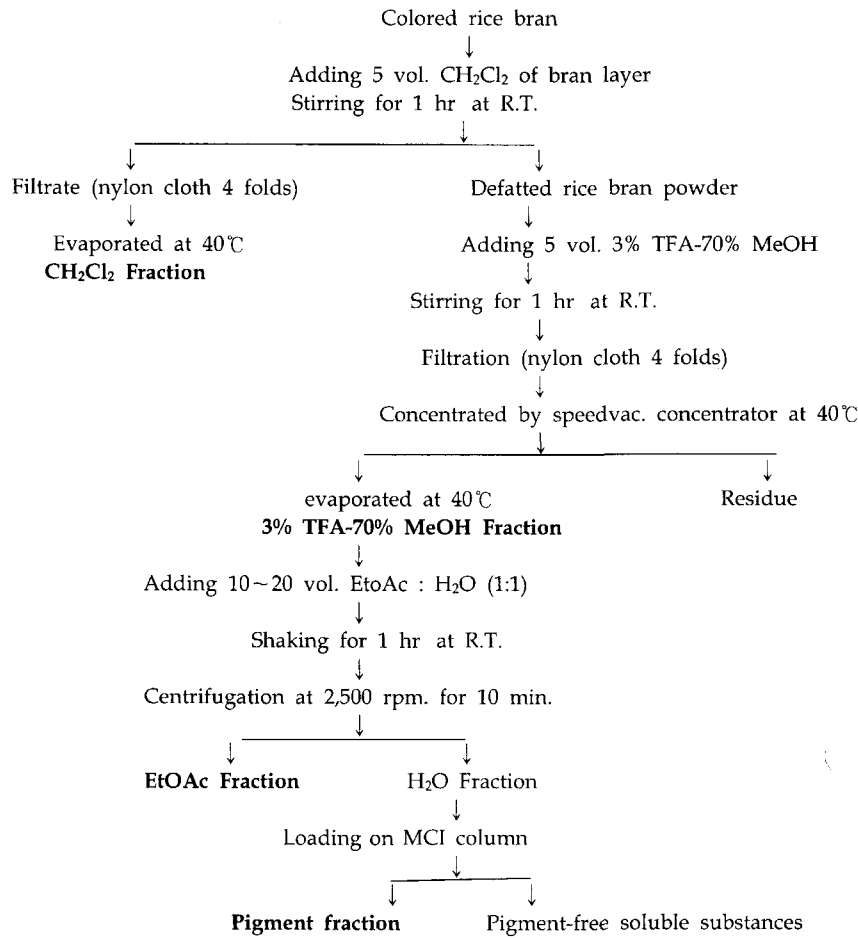 Colored rice bran
Adding 5 vol. CH₂Cl₂ of bran layer
Stirring for 1 hr at R.T.
Filtrate (nylon cloth 4 folds)
Defatted rice bran powder
Evaporated at 40℃
CH₂Cl₂ Fraction
Adding 5 vol. 3% TFA-70% MeOH
Stirring for 1 hr at R.T.
Filtration (nylon cloth 4 folds)
Concentrated by speedvac. concentrator at 40℃
evaporated at 40℃
3% TFA-70% MeOH Fraction
Residue
Adding 10~20 vol. EtoAc : H₂O (1:1)
Shaking for 1 hr at R.T.
Centrifugation at 2,500 rpm. for 10 min.
EtOAc Fraction
H₂O Fraction
Loading on MCI column
Pigment fraction
Pigment-free soluble substances